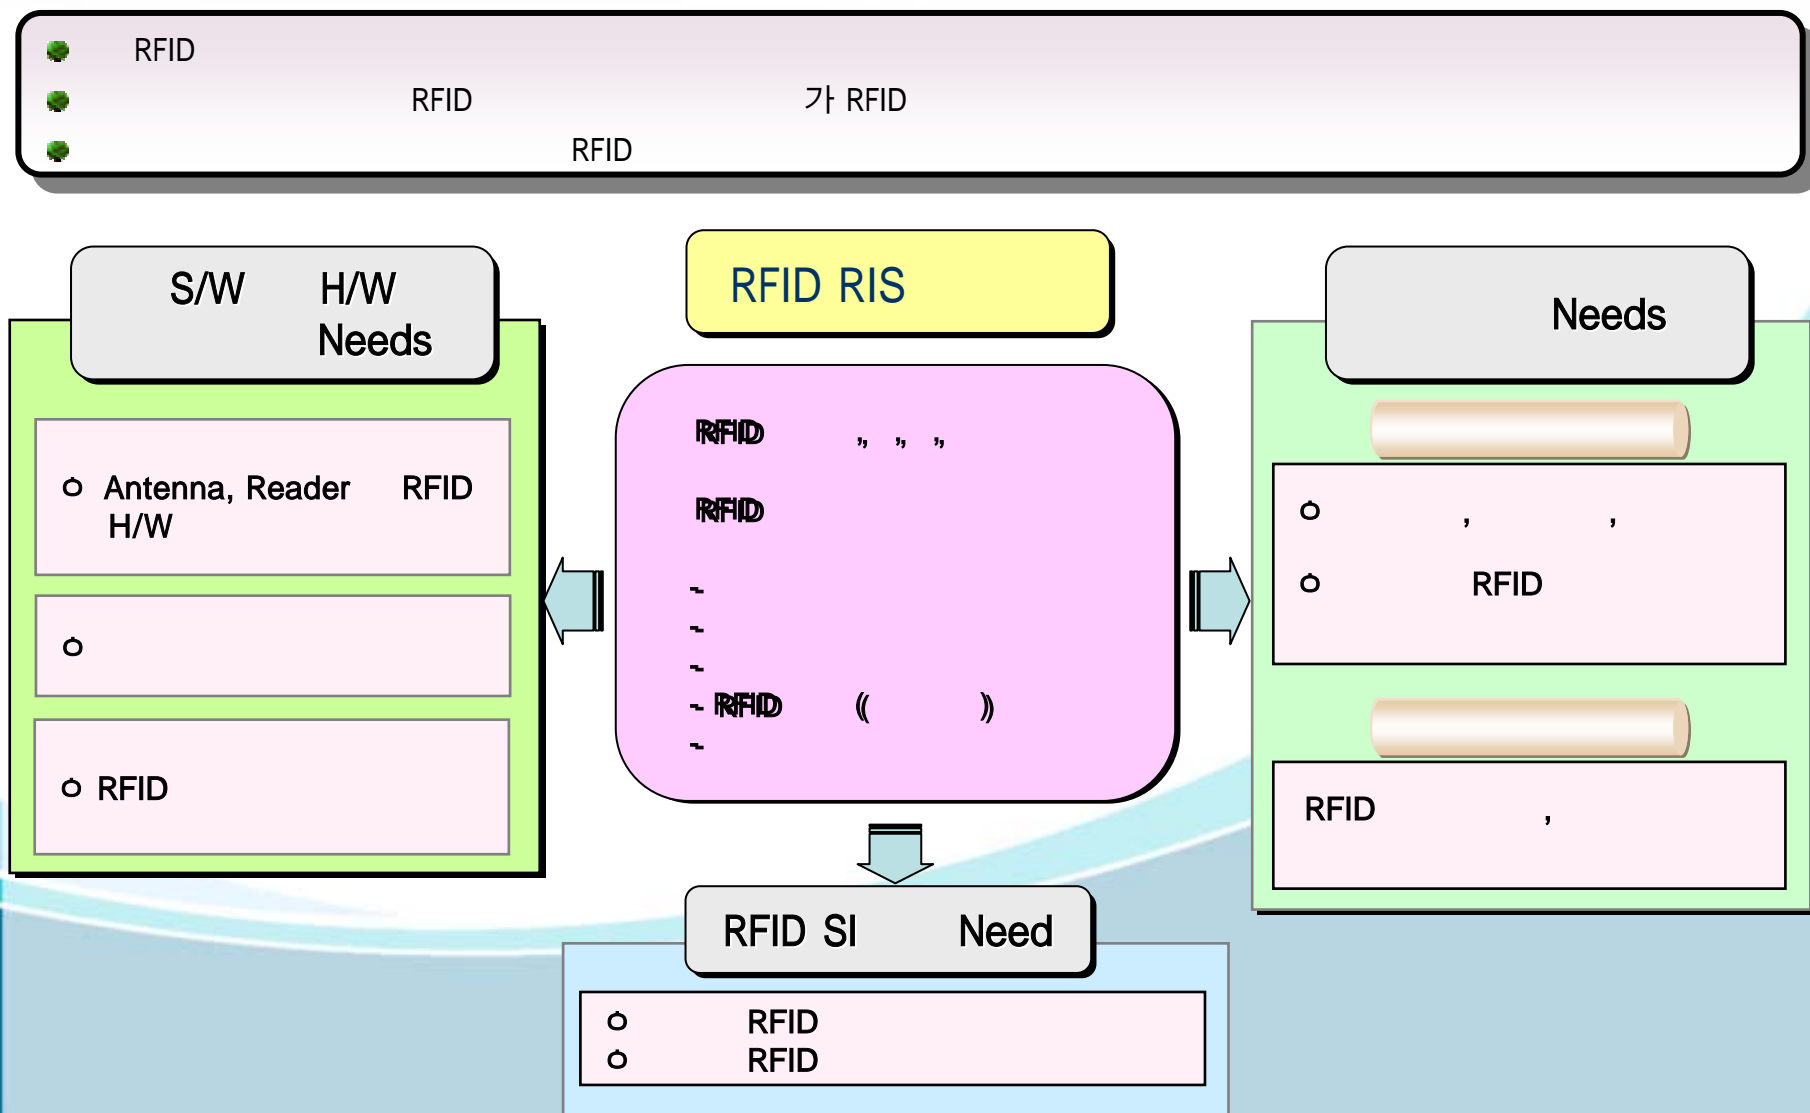 RFID
RFID 가 RFID
RFID
S/W H/W
Needs
Antenna, Reader RFID
H/W
RFID
RFID RIS
RFID , , ,
RFID
-
-
-
- RFID ( )
-
Needs
, ,
RFID
RFID ,
RFID SI Need
RFID
RFID